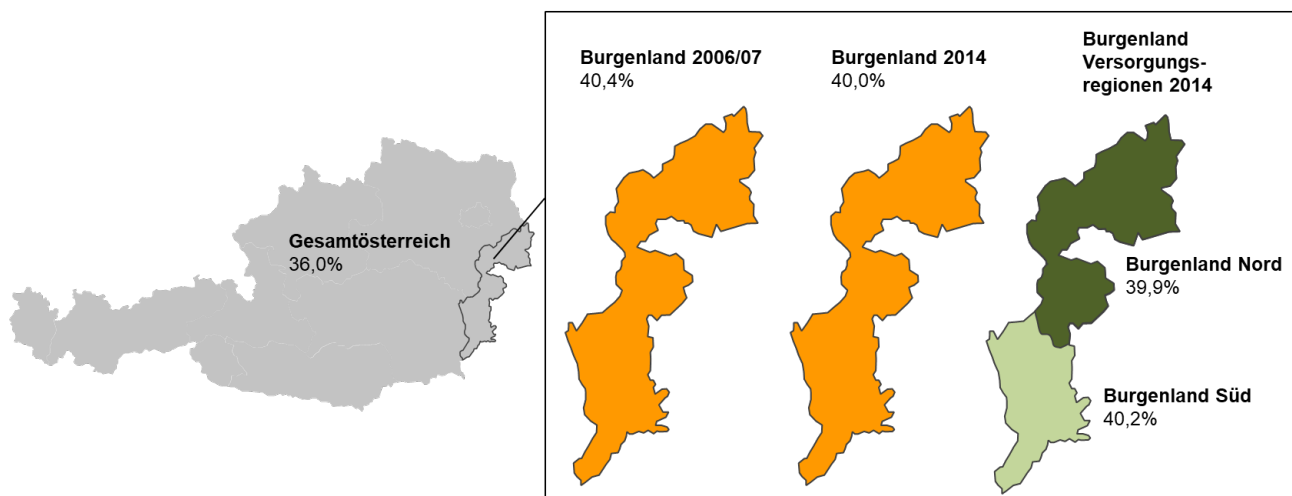 Gesamtösterreich
36,0%
Burgenland 2006/07
40,4%
Burgenland 2014
40,0%
Burgenland
Versorgungs-
regionen 2014
Burgenland Nord
39,9%
Burgenland Süd
40,2%